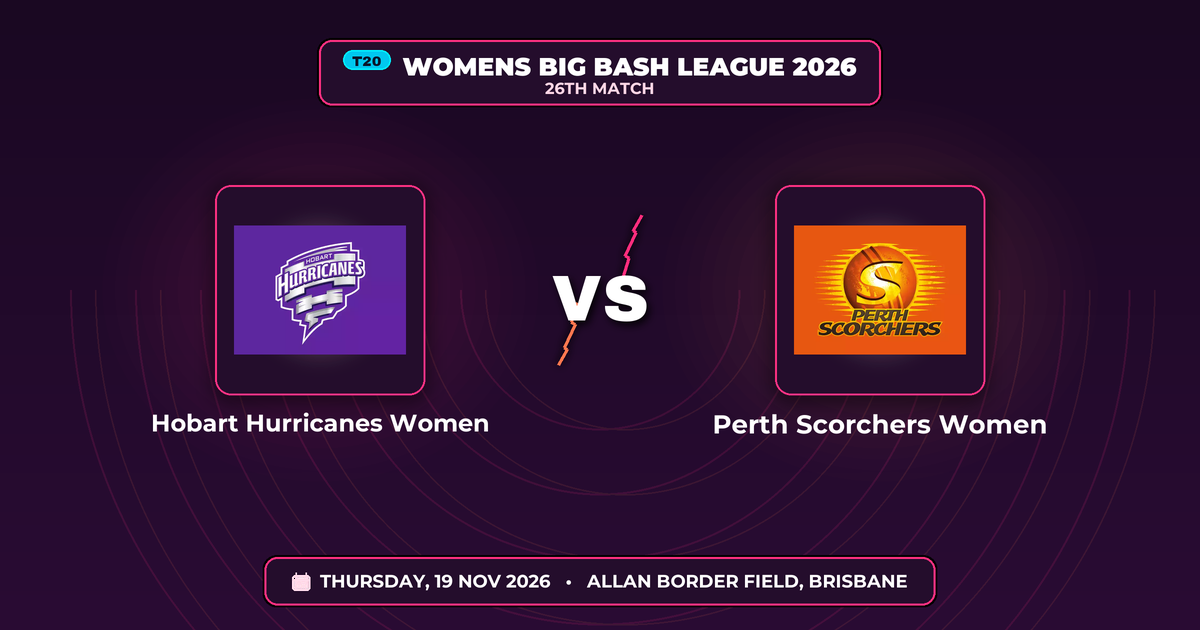 T20 WOMENS BIG BASH LEAGUE 2026
26TH MATCH
HOBART
HURRICANES
VS
S
PERTH
SCORCHERS
Hobart Hurricanes Women
Perth Scorchers Women
THURSDAY, 19 NOV 2026 • ALLAN BORDER FIELD, BRISBANE